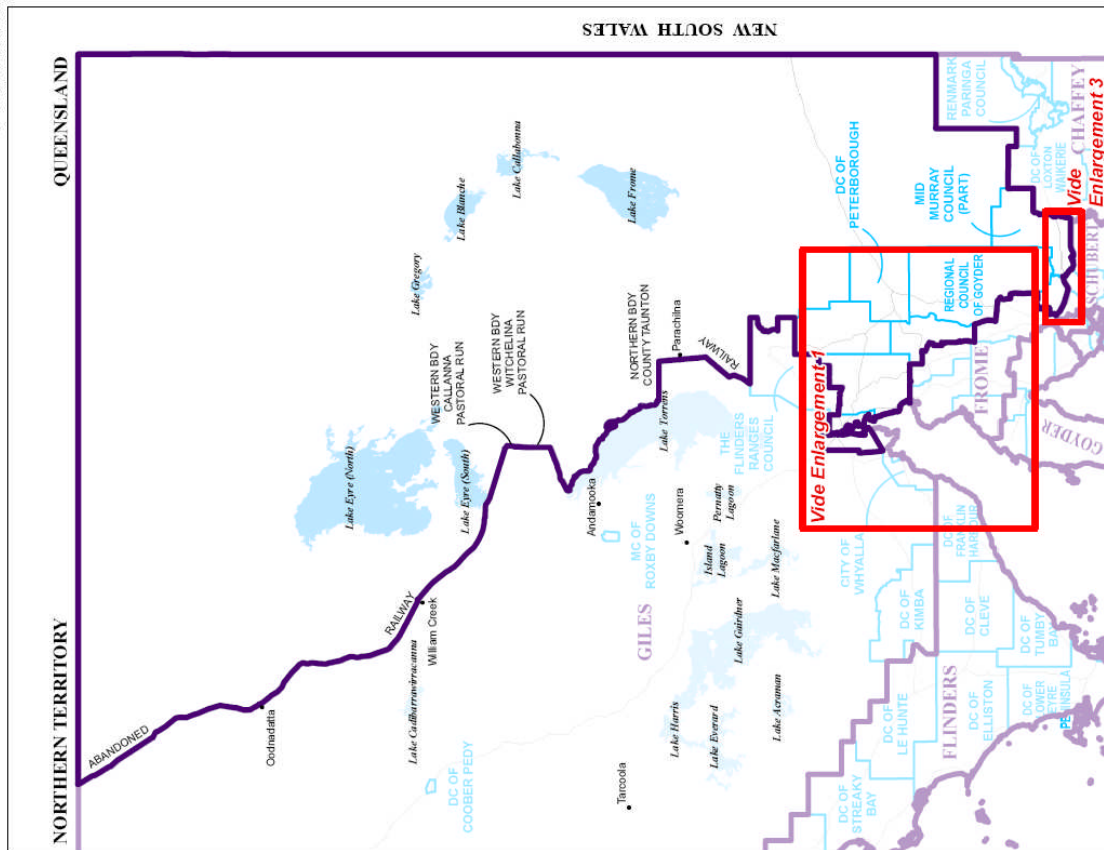 NORTHERN TERRITORY
QUEENSLAND
NEW SOUTH WALES
ABANDONED
RAILWAY
Oodnadatta
William Creek
Lake Cadibarrawirracanna
DC OF
COOBER PEDY
Lake Eyre (North)
Lake Eyre (South)
WESTERN BDY
CALLANNA
PASTORAL RUN
WESTERN BDY
WITCHELINA
PASTORAL RUN
Lake Gregory
Lake Blanche
Lake Callabonna
Lake Frome
NORTHERN BDY
COUNTY TAUNTON
Parachilna
RAILWAY
Lake Torrens
Andamooka
MC OF
ROXBY DOWNS
Woomera
GILES
Tarcoola
Lake Harris
Lake Everard
Lake Gairdner
Lake Acraman
Island
Lagoon
Pernatty
Lagoon
Lake Macfarlane
THE
FLINDERS
RANGES
COUNCIL
DC OF
PETERBOROUGH
MID
MURRAY
COUNCIL
(PART)
REGIONAL
COUNCIL
OF GOYDER
RENMARK
PARINGA
COUNCIL
CHAFFEY
DC OF
LOXTON
WAIKERIE
Vide
Enlargement 3
SCHUBERT
Vide Enlargement 1
FROME
GOYDER
CITY OF
WHYALLA
DC OF
FRANKLIN
HARBOUR
DC OF
KIMBA
DC OF
CLEVE
DC OF
TUMBY
BAY
DC OF
LE HUNTE
FLINDERS
DC OF
ELLISTON
DC OF
LOWER
EYRE
PENINSULA
DC OF
STREAKY
BAY